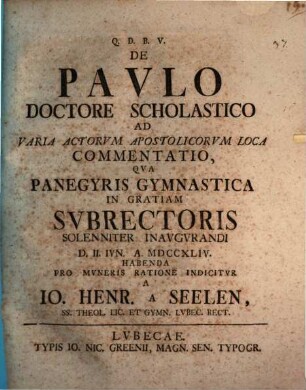 Q. D. B. V.
DE
PAVLO
DOCTORE SCHOLASTICO
AD
VARIA ACTORVM APOSTOLICORVM LOCA
COMMENTATIO,
QVA
PANEGYRIS GYMNASTICA
IN GRATIAM
SVBRECTORIS
SOLENNITER INAVGVRANDI
D. II. IVN. A. MDCCXLIV.
HABENDA
PRO MVNERIS RATIONE INDICITVR
A
IO. HENR. A SEELEN,
SS. THEOL. LIC. ET GYMN. LVBEC. RECT.
LVBECAE.
TYPIS IO. NIC. GREENII, MAGN. SEN. TYPOGR.